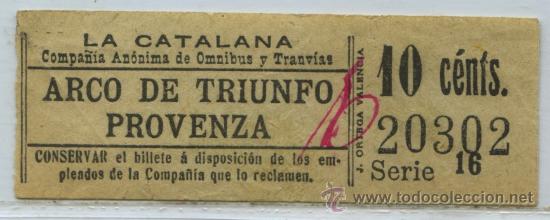 LA CATALANA
Compañía Anónima de Omnibus y Tranvías
ARCO DE TRIUNFO
PROVENZA
CONSERVAR el billete á disposición de los em-
pleados de la Compañía que lo reclamen.
J. ORTEGA VALENCIA
10 cénts.
20302
Serie 16
todocoleccion.net